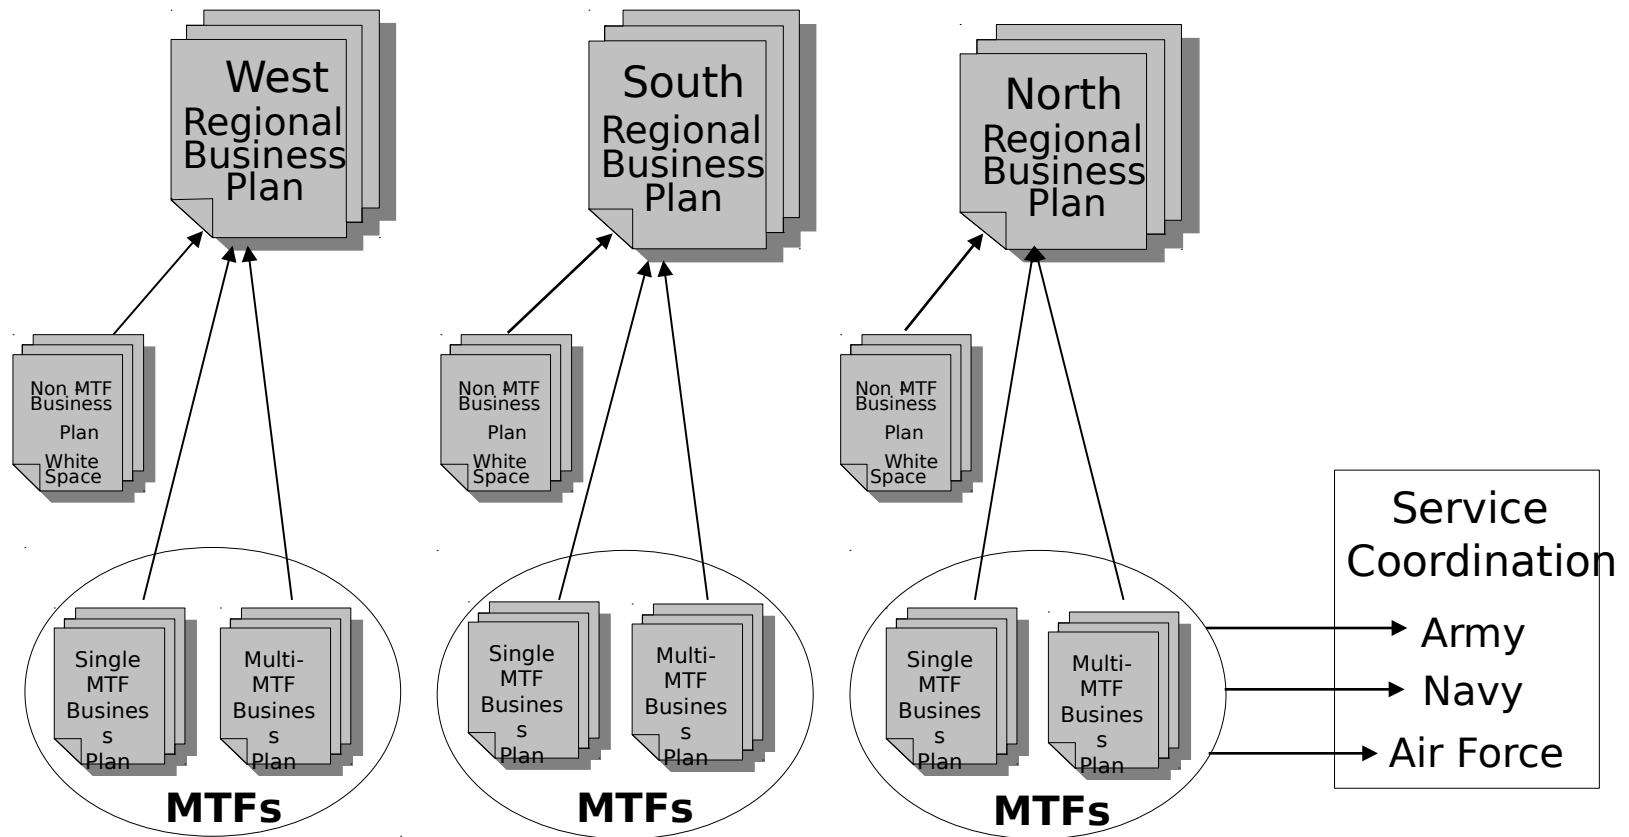 West
Regional
Business
Plan
South
Regional
Business
Plan
North
Regional
Business
Plan
Non-MTF
Business
Plan
White
Space
Non-MTF
Business
Plan
White
Space
Non-MTF
Business
Plan
White
Space
Single
MTF
Busines
s
Plan
Multi-
MTF
Busines
s
Plan
MTFs
Single
MTF
Busines
s
Plan
Multi-
MTF
Busines
s
Plan
MTFs
Single
MTF
Busines
s
Plan
Multi-
MTF
Busines
s
Plan
MTFs
Service
Coordination
Army
Navy
Air Force